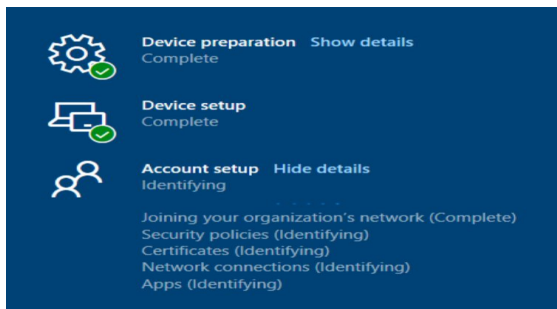 Device preparation Show details
Complete
Device setup
Complete
Account setup Hide details
Identifying
Joining your organization's network (Complete)
Security policies (Identifying)
Certificates (Identifying)
Network connections (Identifying)
Apps (Identifying)